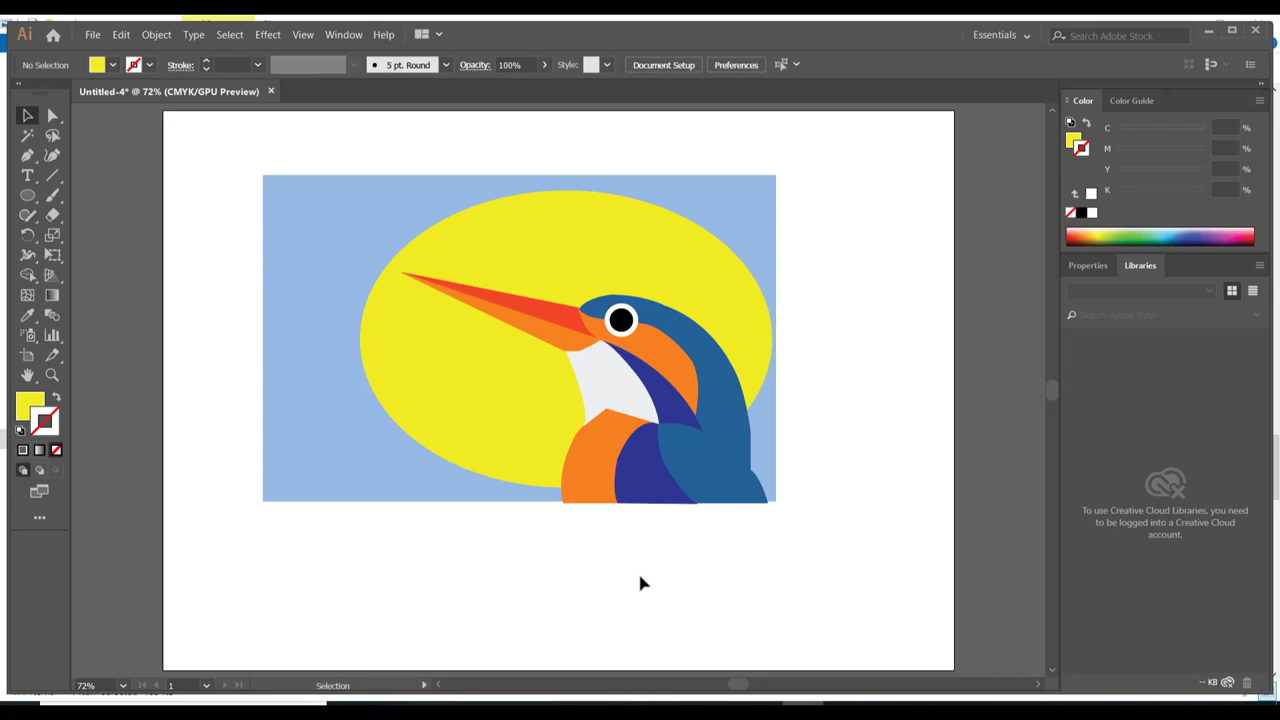 Ai File Edit Object Type Select Effect View Window Help Essentials Search Adobe Stock
No Selection Stroke: 5 pt. Round Opacity: 100% Style: Document Setup Preferences
Untitled-4* @ 72% (CMYK/GPU Preview)
Color Color Guide
C %
M %
Y %
K %
Properties Libraries
Search Adobe Stock
To use Creative Cloud Libraries, you need
to be logged into a Creative Cloud
account.
72% 1 Selection
-- KB